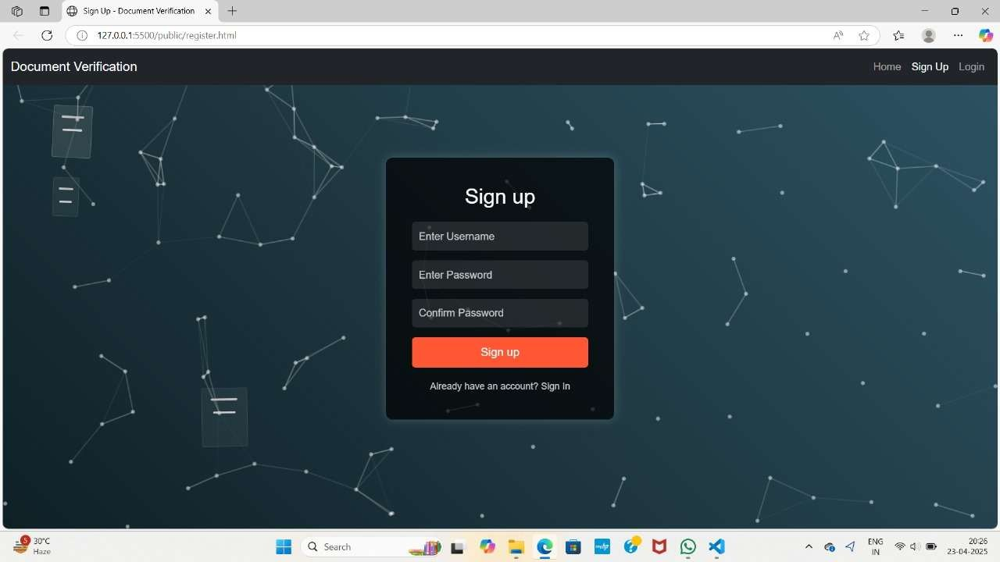 Sign Up - Document Verification
127.0.0.1:5500/public/register.html
Document Verification
Home Sign Up Login
Sign up
Enter Username
Enter Password
Confirm Password
Sign up
Already have an account? Sign In
5
30°C
Haze
Search
my hp
ENG
IN
20:26
23-04-2025